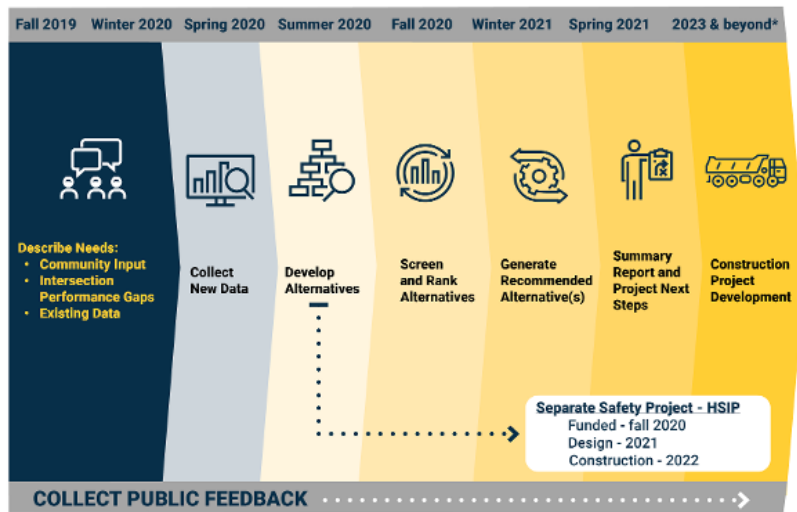 Fall 2019 Winter 2020 Spring 2020 Summer 2020 Fall 2020 Winter 2021 Spring 2021 2023 & beyond*
Describe Needs:
• Community Input
• Intersection
Performance Gaps
• Existing Data
Collect
New Data
Develop
Alternatives
Screen
and Rank
Alternatives
Generate
Recommended
Alternative(s)
Summary
Report and
Project Next
Steps
Construction
Project
Development
Separate Safety Project - HSIP
Funded - fall 2020
Design - 2021
Construction - 2022
COLLECT PUBLIC FEEDBACK